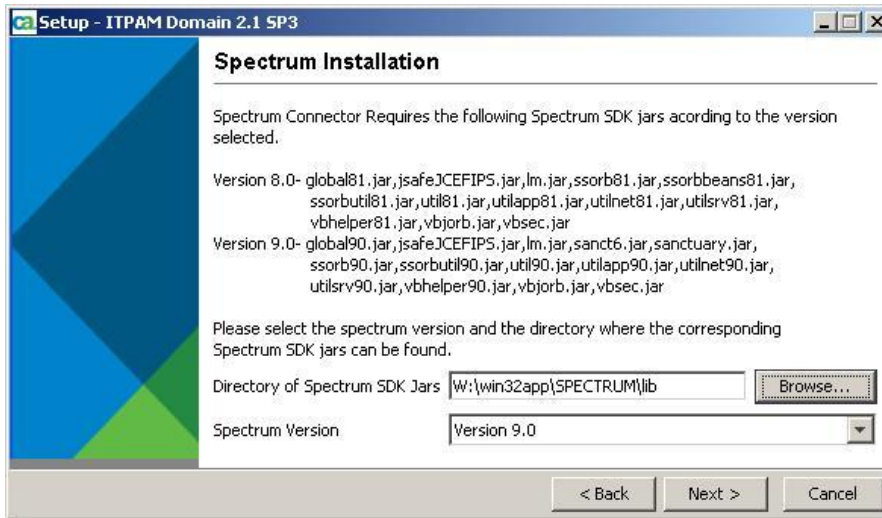 ca Setup - ITPAM Domain 2.1 SP3
Spectrum Installation
Spectrum Connector Requires the following Spectrum SDK jars acording to the version
selected.
Version 8.0- global81.jar,jsafeJCEFIPS.jar,lm.jar,ssorb81.jar,ssorbbeans81.jar,
ssorbutil81.jar,util81.jar,utilapp81.jar,utilnet81.jar,utilsrv81.jar,
vbhelper81.jar,vbjorb.jar,vbsec.jar
Version 9.0- global90.jar,jsafeJCEFIPS.jar,lm.jar,sanct6.jar,sanctuary.jar,
ssorb90.jar,ssorbutil90.jar,util90.jar,utilapp90.jar,utilnet90.jar,
utilsrv90.jar,vbhelper90.jar,vbjorb.jar,vbsec.jar
Please select the spectrum version and the directory where the corresponding
Spectrum SDK jars can be found.
Directory of Spectrum SDK Jars W:\win32app\SPECTRUM\lib Browse...
Spectrum Version Version 9.0
< Back Next > Cancel